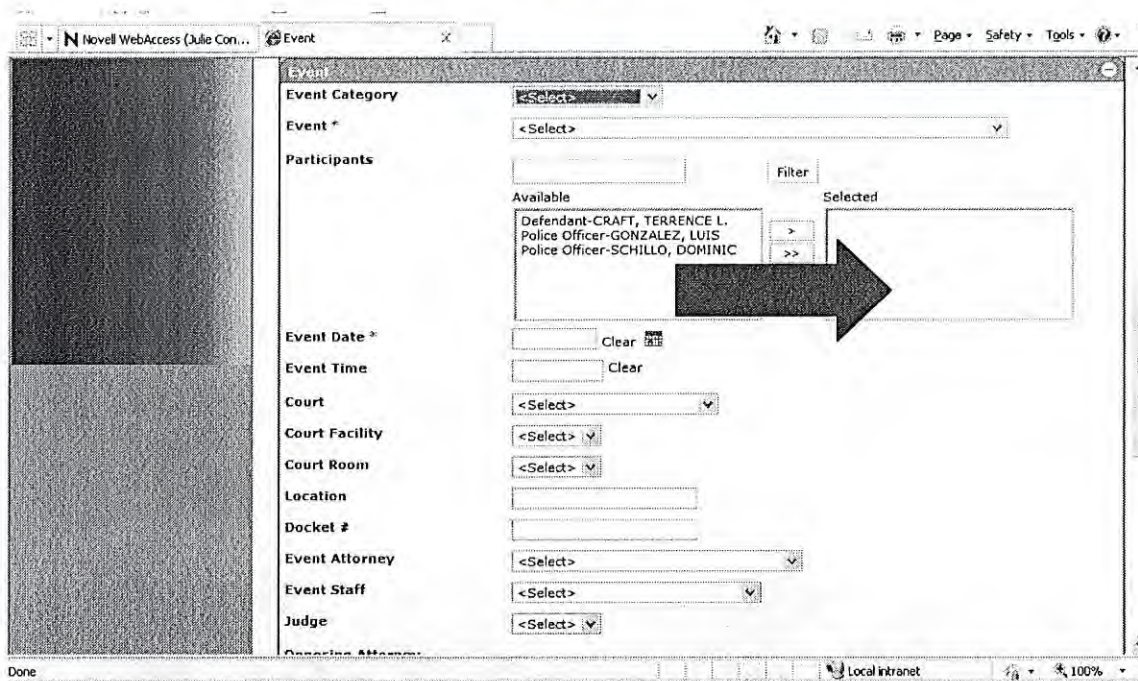 Novell WebAccess (Julie Con... Event X Page Safety Tools
Event
Event Category <Select>
Event * <Select>
Participants Filter
Available Selected
Defendant-CRAFT, TERRENCE L.
Police Officer-GONZALEZ, LUIS >
Police Officer-SCHILLO, DOMINIC >>
Event Date * Clear
Event Time Clear
Court <Select>
Court Facility <Select>
Court Room <Select>
Location
Docket #
Event Attorney <Select>
Event Staff <Select>
Judge <Select>
Opposing Attorney
Done Local intranet 100%